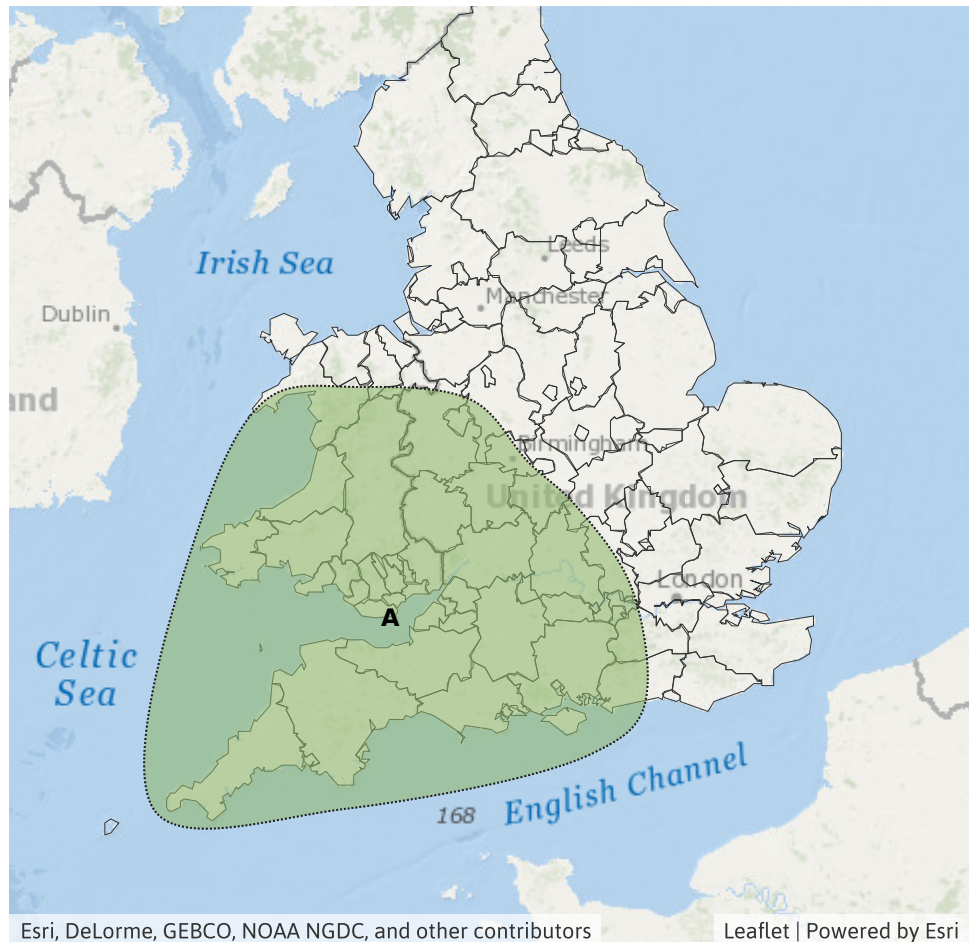 Leeds
Irish Sea
Manchester
Dublin
and
Birmingham
United Kingdom
London
A
Celtic
Sea
English Channel
168
Esri, DeLorme, GEBCO, NOAA NGDC, and other contributors
Leaflet | Powered by Esri